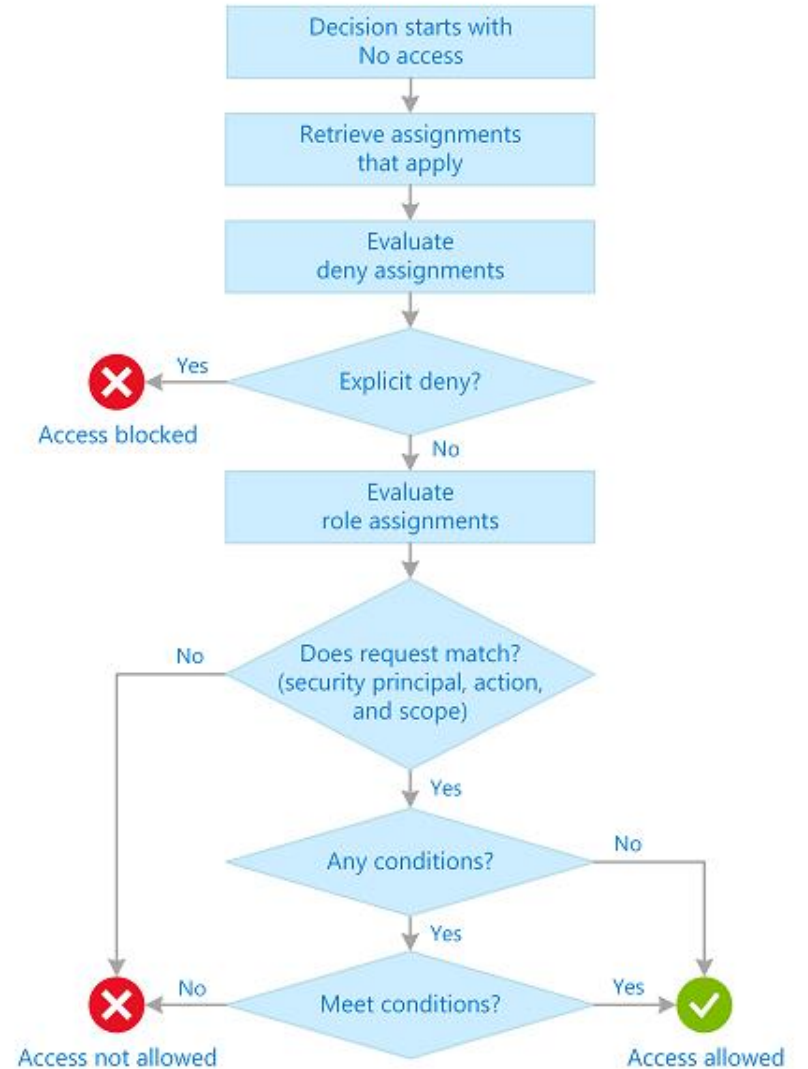 Decision starts with
No access
Retrieve assignments
that apply
Evaluate
deny assignments
Explicit deny?
Yes
Access blocked
No
Evaluate
role assignments
Does request match?
(security principal, action,
and scope)
No
Yes
Any conditions?
No
Yes
Meet conditions?
No
Yes
Access not allowed
Access allowed